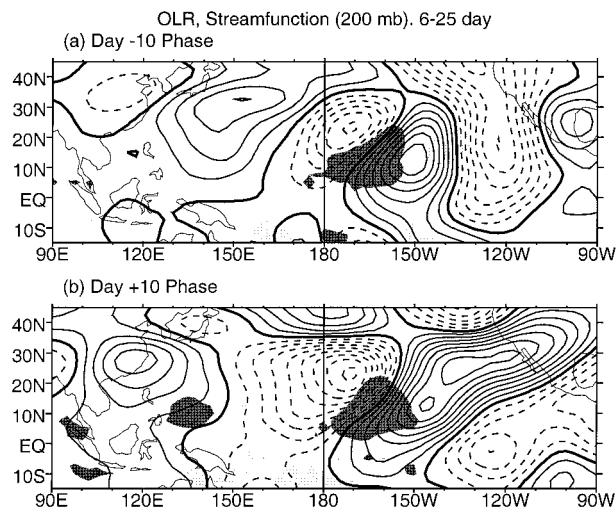 OLR, Streamfunction (200 mb). 6-25 day
(a) Day -10 Phase
40N
30N
20N
10N
EQ
10S
90E 120E 150E 180 150W 120W 90W
(b) Day +10 Phase
40N
30N
20N
10N
EQ
10S
90E 120E 150E 180 150W 120W 90W